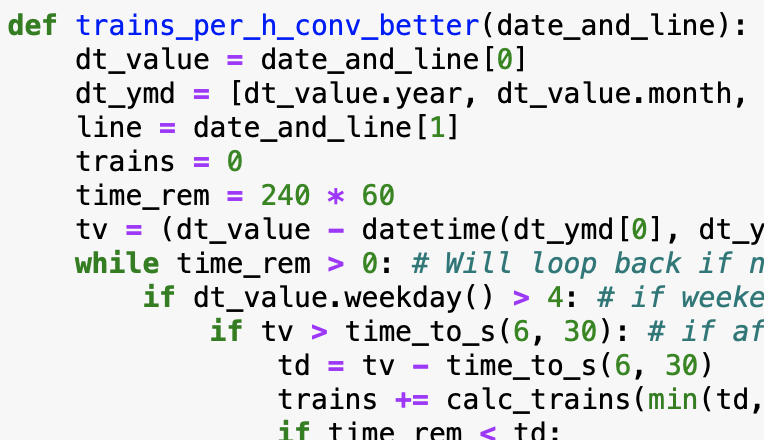 def trains_per_h_conv_better(date_and_line):
    dt_value = date_and_line[0]
    dt_ymd = [dt_value.year, dt_value.month,
    line = date_and_line[1]
    trains = 0
    time_rem = 240 * 60
    tv = (dt_value - datetime(dt_ymd[0], dt_y
    while time_rem > 0: # Will loop back if n
        if dt_value.weekday() > 4: # if weeke
            if tv > time_to_s(6, 30): # if af
                td = tv - time_to_s(6, 30)
                trains += calc_trains(min(td,
                if time_rem < td: